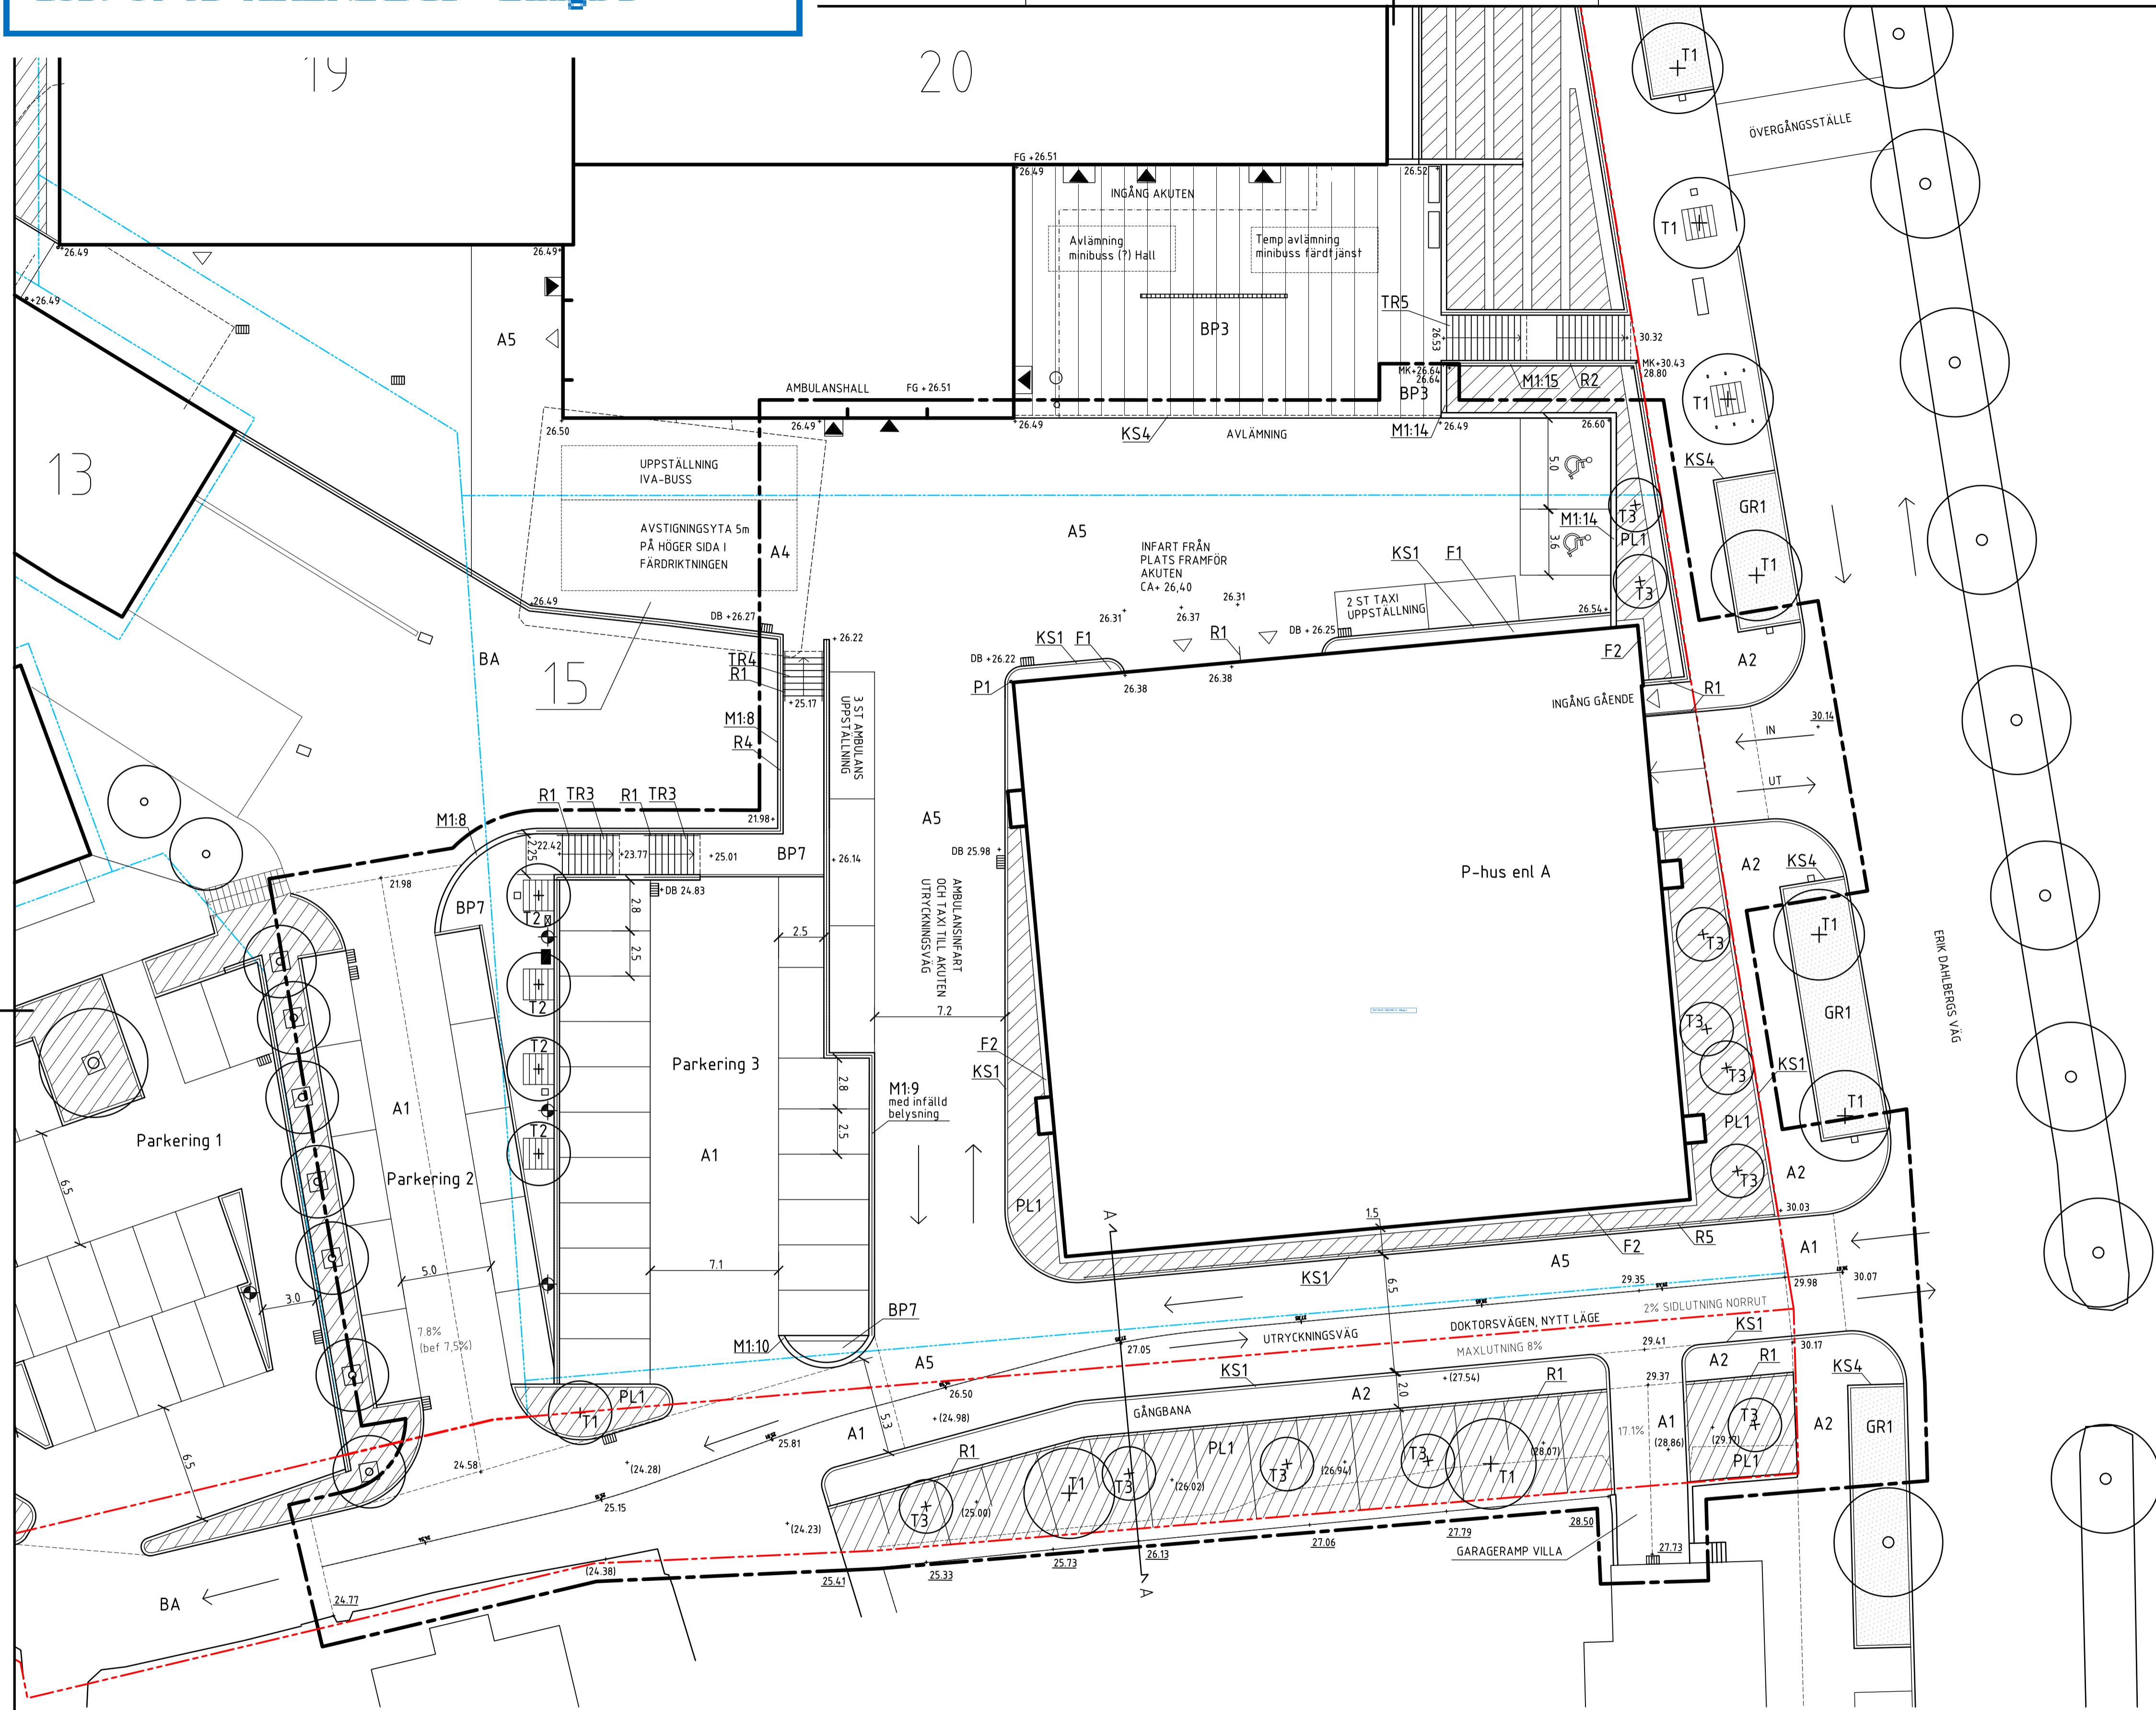 19
20
T1
ÖVERGÅNGSSTÄLLE
FG +26.51
+26.49
26.52+
INGÅNG AKUTEN
Avlämning
minibuss (?) Hall
Temp avlämning
minibuss färdtjänst
T1
+26.49
26.49+
+26.49
A5
TR5
BP3
26.53
30.32
MK+30.43
28.80
MK+26.64
26.64
M1:15
R2
BP3
T1
AMBULANSHALL
FG +26.51
26.50
26.49+
+26.49
KS4
AVLÄMNING
M1:14
+26.49
26.60
13
UPPSTÄLLNING
IVA-BUSS
AVSTIGNINGSYTA 5m
PÅ HÖGER SIDA I
FÄRDRIKTNINGEN
A4
A5
INFART FRÅN
PLATS FRAMFÖR
AKUTEN
CA+ 26,40
5.0
3.6
KS4
GR1
T3
M1:14
PL1
T3
T1
KS1
F1
2 ST TAXI
UPPSTÄLLNING
26.54+
+26.49
DB +26.27
+ 26.22
26.31
26.37
26.31
KS1
F1
R1
DB + 26.25
F2
A2
BA
15
TR4
R1
+25.17
DB +26.22
P1
26.38
26.38
R1
INGÅNG GÅENDE
3 ST AMBULANS
UPPSTÄLLNING
M1:8
R4
30.14
IN
UT
R1
TR3
R1
TR3
21.98+
M1:8
A5
22.42
+23.77
+25.01
BP7
+ 26.14
2.25
DB 25.98
P-hus enl A
A2
KS4
21.98
BP7
+DB 24.83
T2
2.8
2.5
2.5
AMBULANSINFART
OCH TAXI TILL AKUTEN
UTRYCKNINGSVÄG
T3
T1
ERIK DAHLBERGS VÄG
T2
7.2
T3
GR1
F2
KS1
T2
Parkering 3
T3
KS1
2.8
M1:9
med infälld
belysning
A1
T2
2.5
T1
Parkering 1
A1
PL1
Parkering 2
6.5
T3
A2
PL1
1.5
+ 30.03
R5
F2
A5
A1
5.0
7.1
KS1
3.0
6.5
29.35
29.98
30.07
2% SIDLUTNING NORRUT
BP7
DOKTORSVÄGEN, NYTT LÄGE
7.8%
(bef 7,5%)
M1:10
27.05
UTRYCKNINGSVÄG
MAXLUTNING 8%
29.41
KS1
30.17
A5
KS1
A2
R1
KS4
26.50
+(27.54)
29.37
R1
PL1
T1
GÅNGBANA
A2
2.0
A1
17.1%
T3
A2
GR1
+(24.98)
A1
5.3
25.81
R1
PL1
(28.86)
(29.17)
PL1
24.58
+(24.28)
T1
T3
T3
(26.02)
(26.94)
T3
(28.07)
T1
6.5
25.15
T3
(25.00)
+(24.23)
28.50
27.79
27.06
26.13
25.73
25.33
25.41
GARAGERAMP VILLA
27.73
(24.38)
24.77
BA
A
A